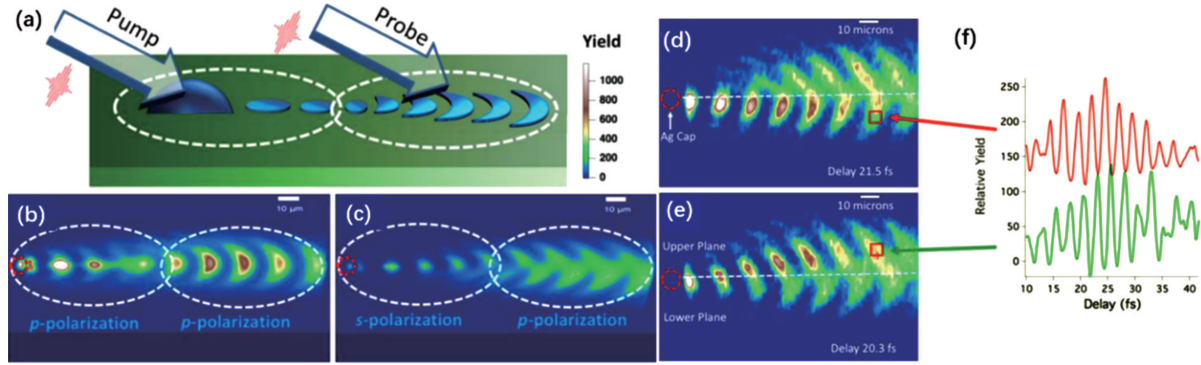 (a)
Pump
Probe
Yield
1000
800
600
400
200
0
(b)
10 μm
p-polarization
p-polarization
(c)
10 μm
s-polarization
p-polarization
(d)
10 microns
Ag Cap
Delay 21.5 fs
(e)
10 microns
Upper Plane
Lower Plane
Delay 20.3 fs
(f)
Relative Yield
250
200
150
100
50
0
10
15
20
25
30
35
40
Delay (fs)